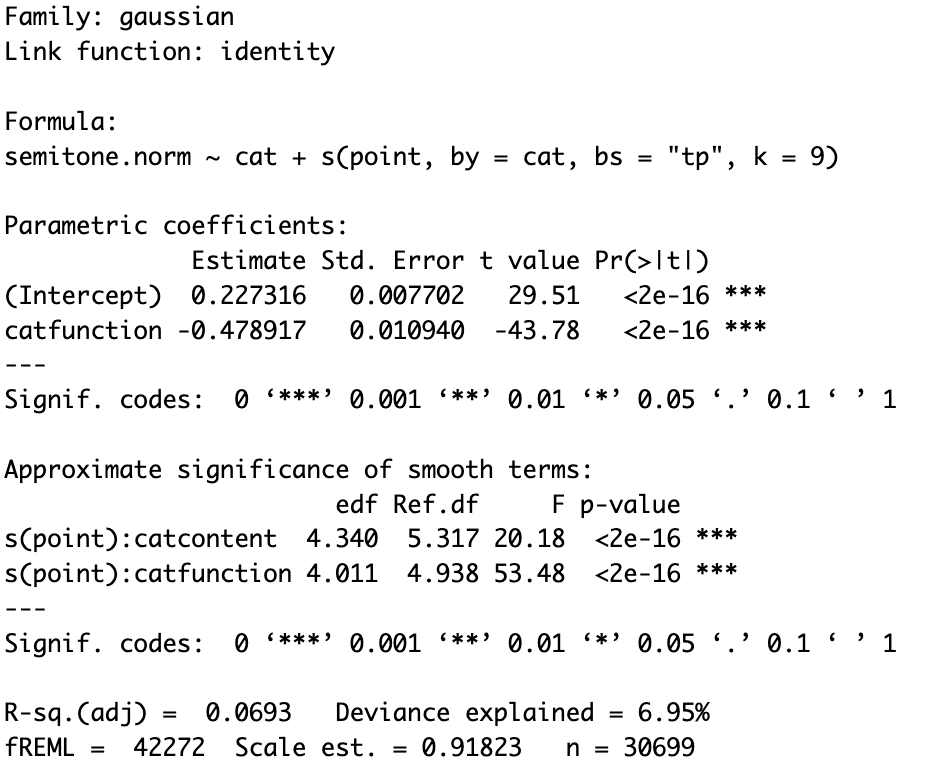 Family: gaussian
Link function: identity
Formula:
semitone.norm ~ cat + s(point, by = cat, bs = "tp", k = 9)
Parametric coefficients:
Estimate Std. Error t value Pr(>|t|)
(Intercept) 0.227316 0.007702 29.51 <2e-16 ***
catfunction -0.478917 0.010940 -43.78 <2e-16 ***
---
Signif. codes: 0 ‘***’ 0.001 ‘**’ 0.01 ‘*’ 0.05 ‘.’ 0.1 ‘ ’ 1
Approximate significance of smooth terms:
edf Ref.df F p-value
s(point):catcontent 4.340 5.317 20.18 <2e-16 ***
s(point):catfunction 4.011 4.938 53.48 <2e-16 ***
---
Signif. codes: 0 ‘***’ 0.001 ‘**’ 0.01 ‘*’ 0.05 ‘.’ 0.1 ‘ ’ 1
R-sq.(adj) = 0.0693 Deviance explained = 6.95%
fREML = 42272 Scale est. = 0.91823 n = 30699